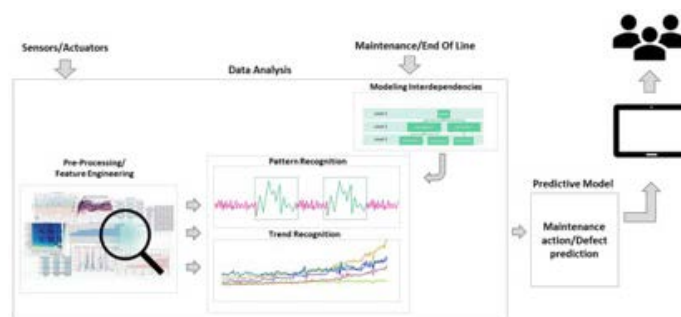 Sensors/Actuators
Maintenance/End Of Line
Data Analysis
Modeling Interdependencies
Pre-Processing/
Feature Engineering
Pattern Recognition
Trend Recognition
Predictive Model
Maintenance
action/Defect
prediction